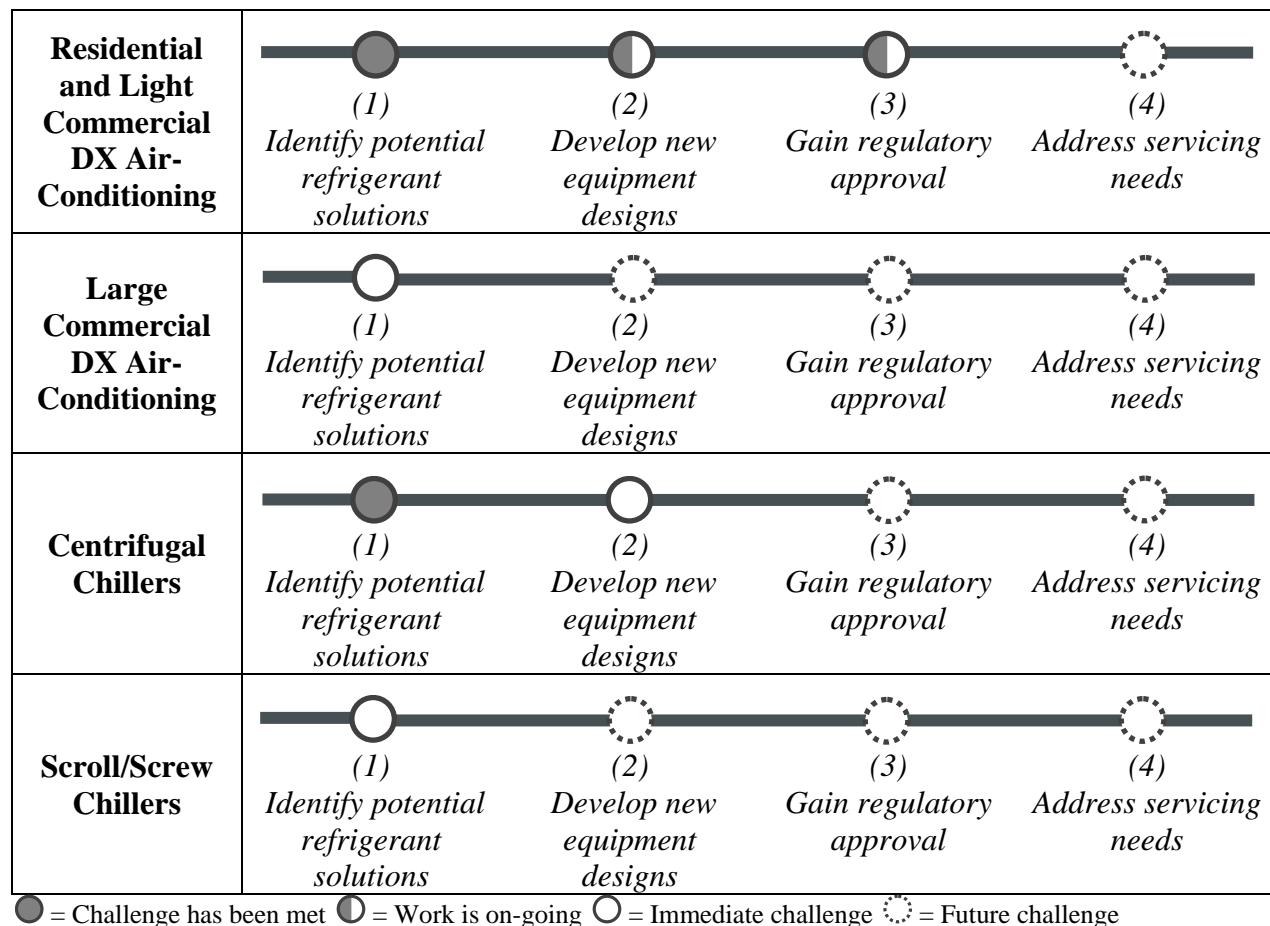 Residential
and Light
Commercial
DX Air-
Conditioning
(1) (2) (3) (4)
Identify potential Develop new Gain regulatory Address servicing
refrigerant equipment approval needs
solutions designs
Large
Commercial
DX Air-
Conditioning
(1) (2) (3) (4)
Identify potential Develop new Gain regulatory Address servicing
refrigerant equipment approval needs
solutions designs
Centrifugal
Chillers
(1) (2) (3) (4)
Identify potential Develop new Gain regulatory Address servicing
refrigerant equipment approval needs
solutions designs
Scroll/Screw
Chillers
(1) (2) (3) (4)
Identify potential Develop new Gain regulatory Address servicing
refrigerant equipment approval needs
solutions designs
= Challenge has been met = Work is on-going = Immediate challenge = Future challenge